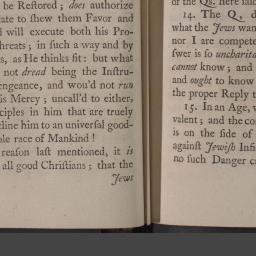 be Restored ; does authorize
ate to shew them Favor and
l will execute both his Pro-
hreats ; in such a way and by
s, as He thinks fit : but what
not dread being the Instru-
engeance, and wou'd not run
is Mercy ; uncall'd to either,
ciples in him that are truly
cline him to an universal good-
ole race of Mankind !
reason last mentioned, it is
all good Christians ; that the
Jews
of the Qs. here said
14. The Q. d
what the Jews wan
nor I are compete
swer is so uncharita
cannot know ; and
and ought to know
the proper Reply t
15. In an Age, v
valent ; and the co
is on the side of
against Jewish Infi
no such Danger c